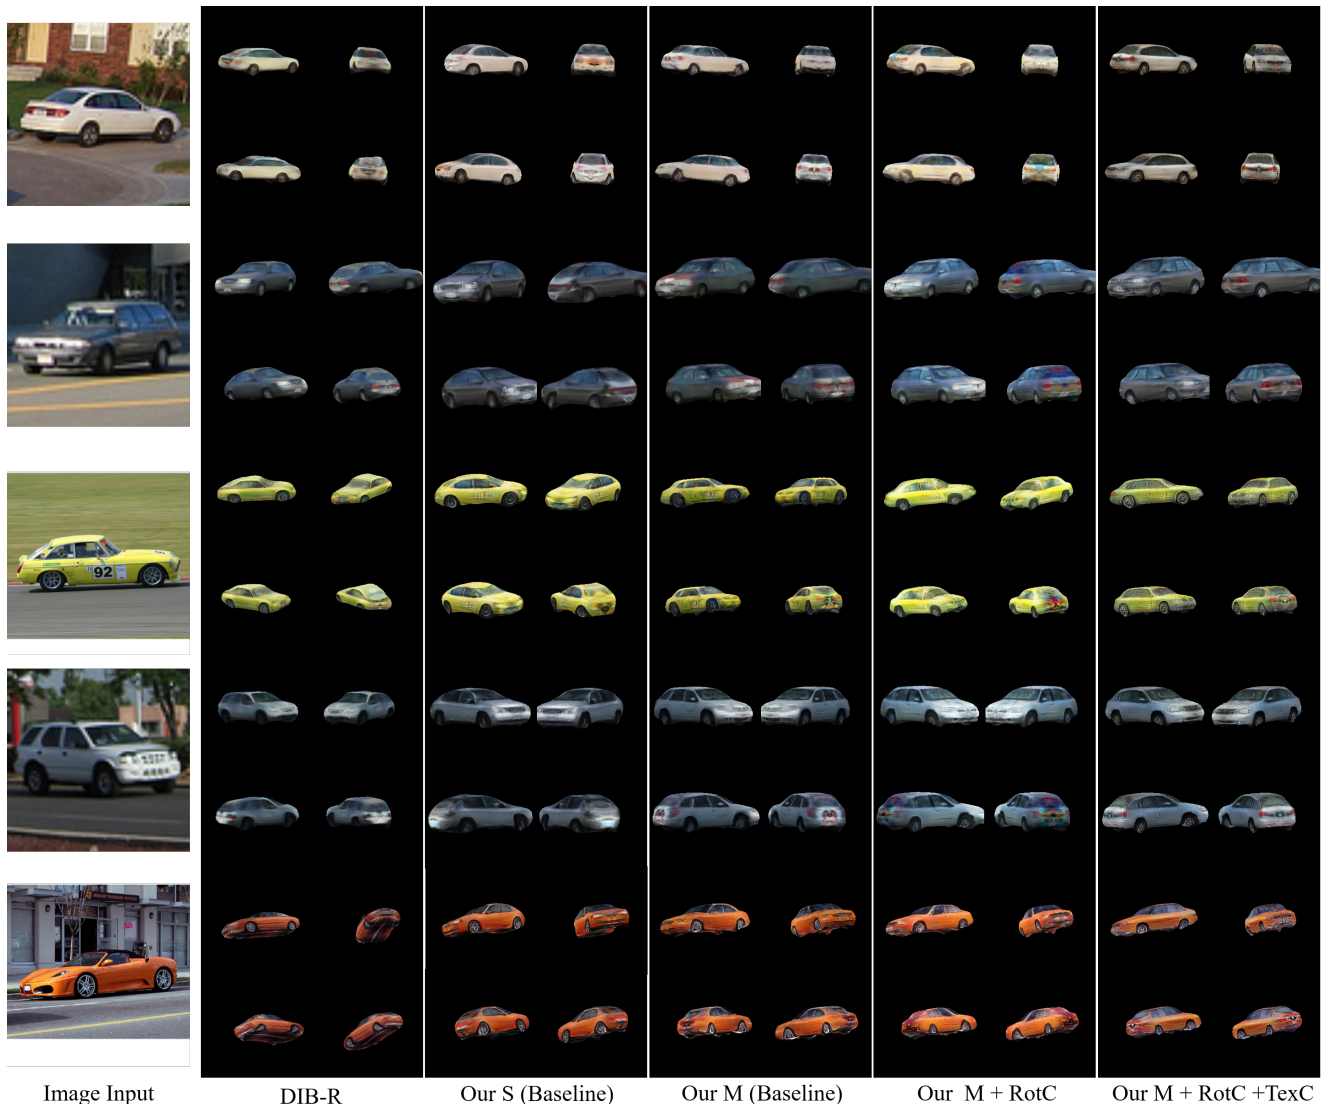 92
Image Input
DIB-R
Our S (Baseline)
Our M (Baseline)
Our M + RotC
Our M + RotC +TexC